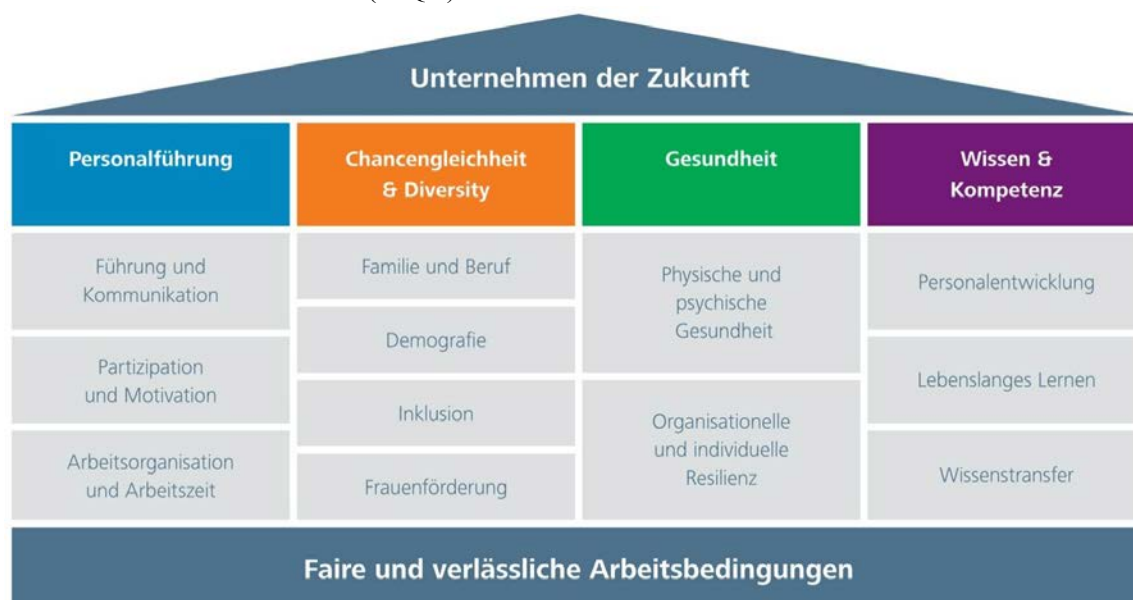 Unternehmen der Zukunft
Personalführung
Führung und
Kommunikation
Partizipation
und Motivation
Arbeitsorganisation
und Arbeitszeit
Chancengleichheit
& Diversity
Familie und Beruf
Demografie
Inklusion
Frauenförderung
Gesundheit
Physische und
psychische
Gesundheit
Organisationelle
und individuelle
Resilienz
Wissen &
Kompetenz
Personalentwicklung
Lebenslanges Lernen
Wissenstransfer
Faire und verlässliche Arbeitsbedingungen